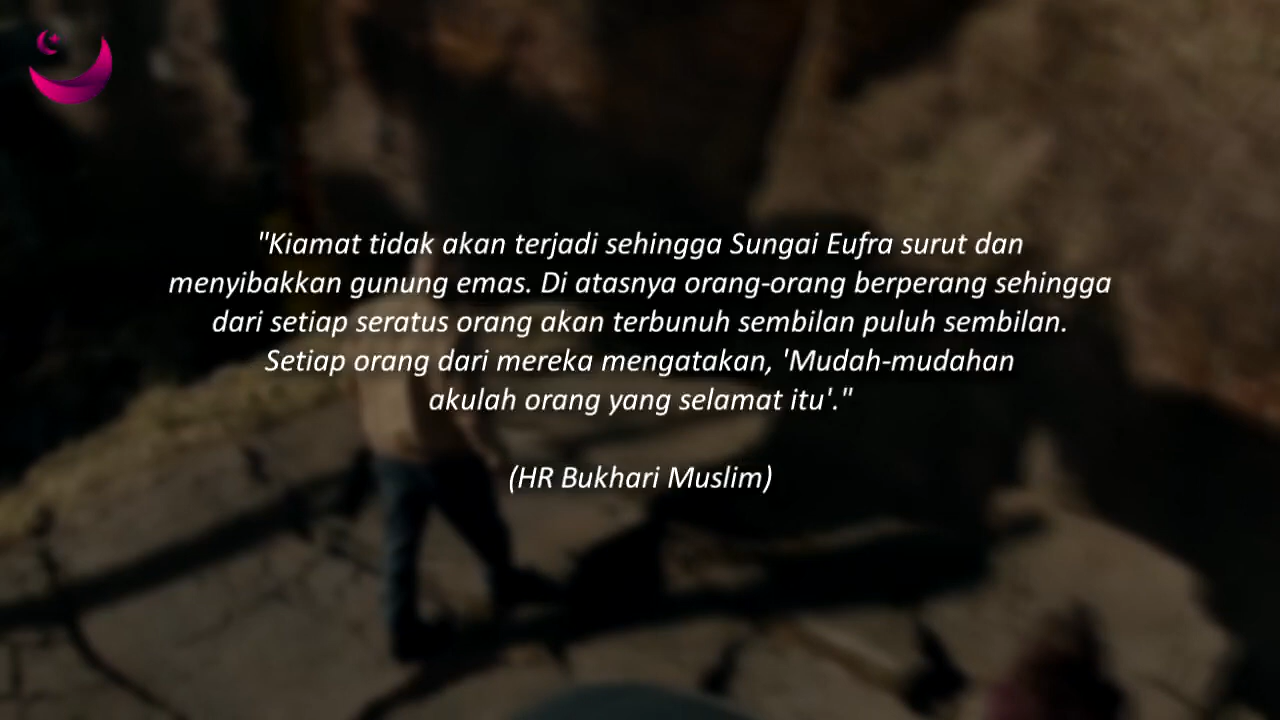 "Kiamat tidak akan terjadi sehingga Sungai Eufra surut dan
menyibakkan gunung emas. Di atasnya orang-orang berperang sehingga
dari setiap seratus orang akan terbunuh sembilan puluh sembilan.
Setiap orang dari mereka mengatakan, 'Mudah-mudahan
akulah orang yang selamat itu'."
(HR Bukhari Muslim)